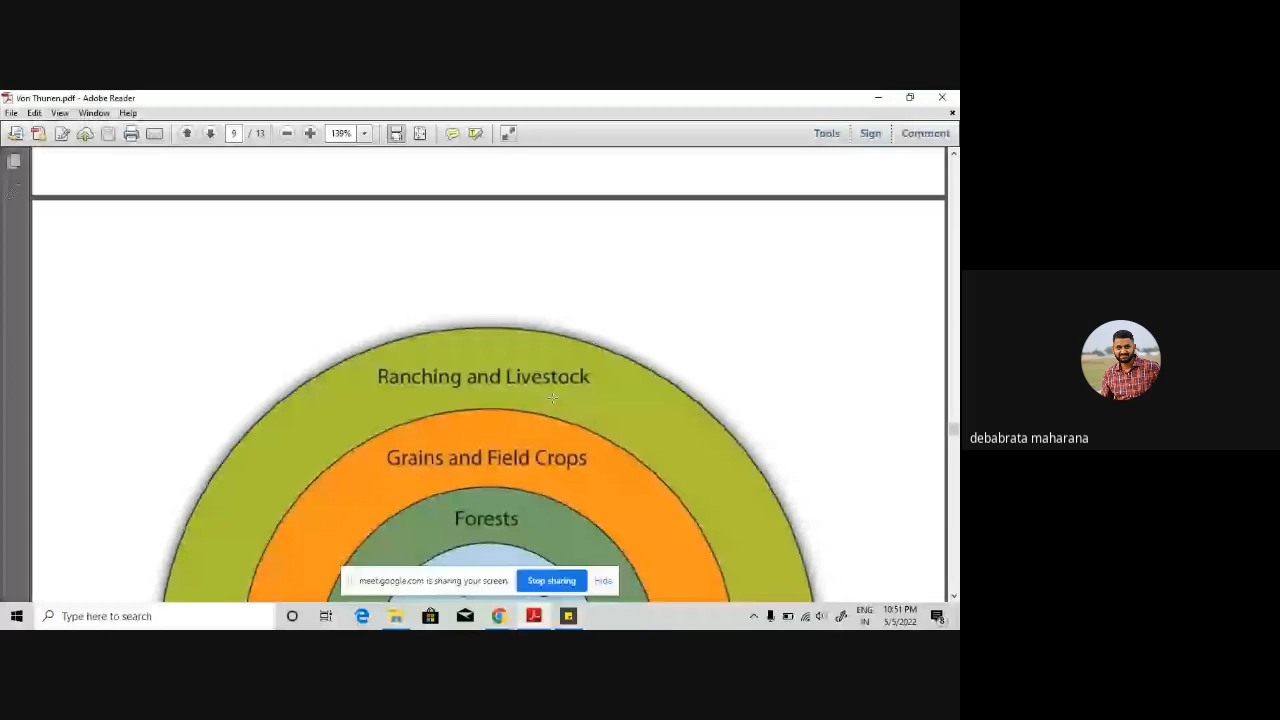 Von Thunen.pdf - Adobe Reader
File Edit View Window Help
9 / 13 139% Tools Sign Comment
Ranching and Livestock
Grains and Field Crops
Forests
meet.google.com is sharing your screen. Stop sharing Hide
debabrata maharana
Type here to search
ENG 10:51 PM
IN 5/5/2022